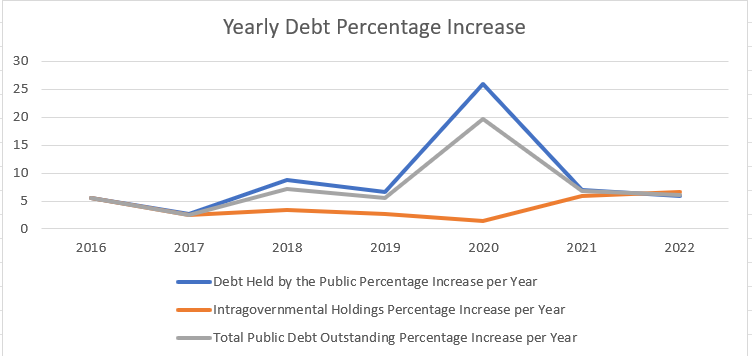 Yearly Debt Percentage Increase
30
25
20
15
10
5
0
2016 2017 2018 2019 2020 2021 2022
Debt Held by the Public Percentage Increase per Year
Intragovernmental Holdings Percentage Increase per Year
Total Public Debt Outstanding Percentage Increase per Year